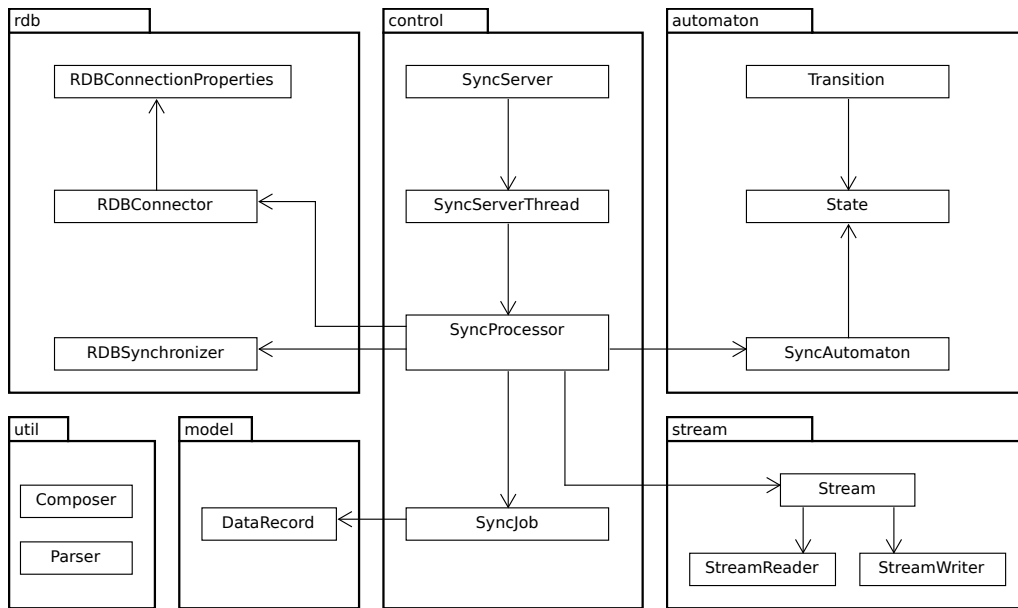 rdb
control
automaton
RDBConnectionProperties
SyncServer
Transition
RDBConnector
SyncServerThread
State
SyncProcessor
RDBSynchronizer
SyncAutomaton
util
model
stream
Composer
Stream
DataRecord
SyncJob
Parser
StreamReader
StreamWriter